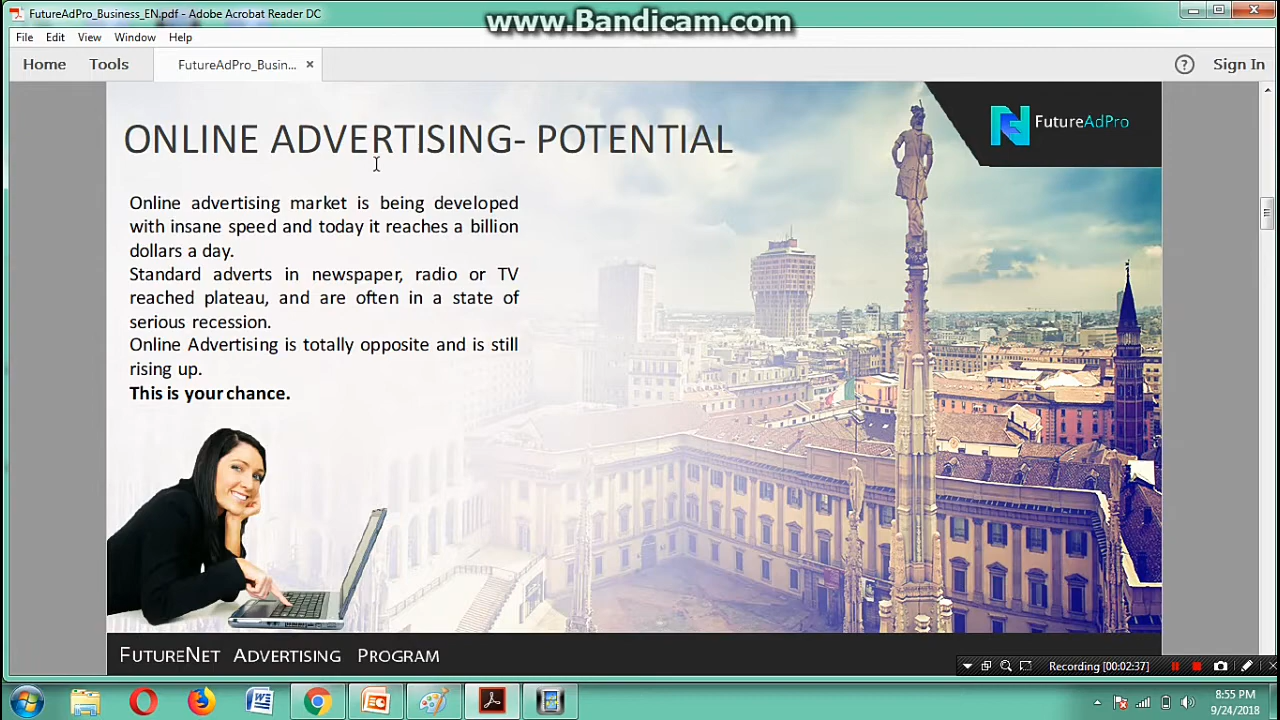 FutureAdPro_Business_EN.pdf - Adobe Acrobat Reader DC
www.Bandicam.com
File Edit View Window Help
Home Tools FutureAdPro_Busin... × ? Sign In
ONLINE ADVERTISING- POTENTIAL
FutureAdPro
Online advertising market is being developed
with insane speed and today it reaches a billion
dollars a day.
Standard adverts in newspaper, radio or TV
reached plateau, and are often in a state of
serious recession.
Online Advertising is totally opposite and is still
rising up.
This is your chance.
FUTURENET ADVERTISING PROGRAM
Recording [00:02:37]
8:55 PM
9/24/2018